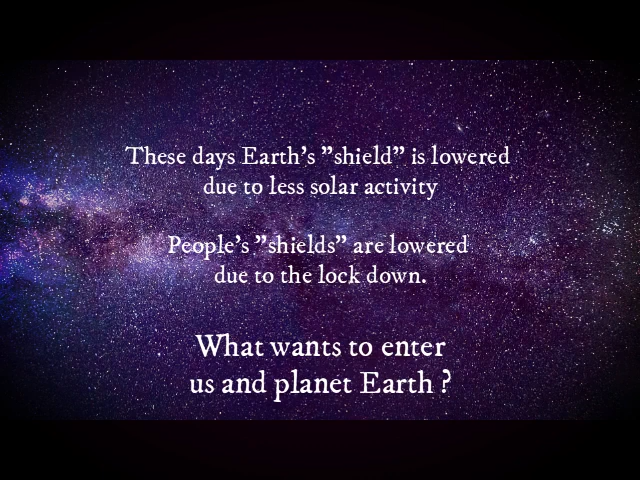 These days Earth's "shield" is lowered
due to less solar activity
People's "shields" are lowered
due to the lock down.
What wants to enter
us and planet Earth ?